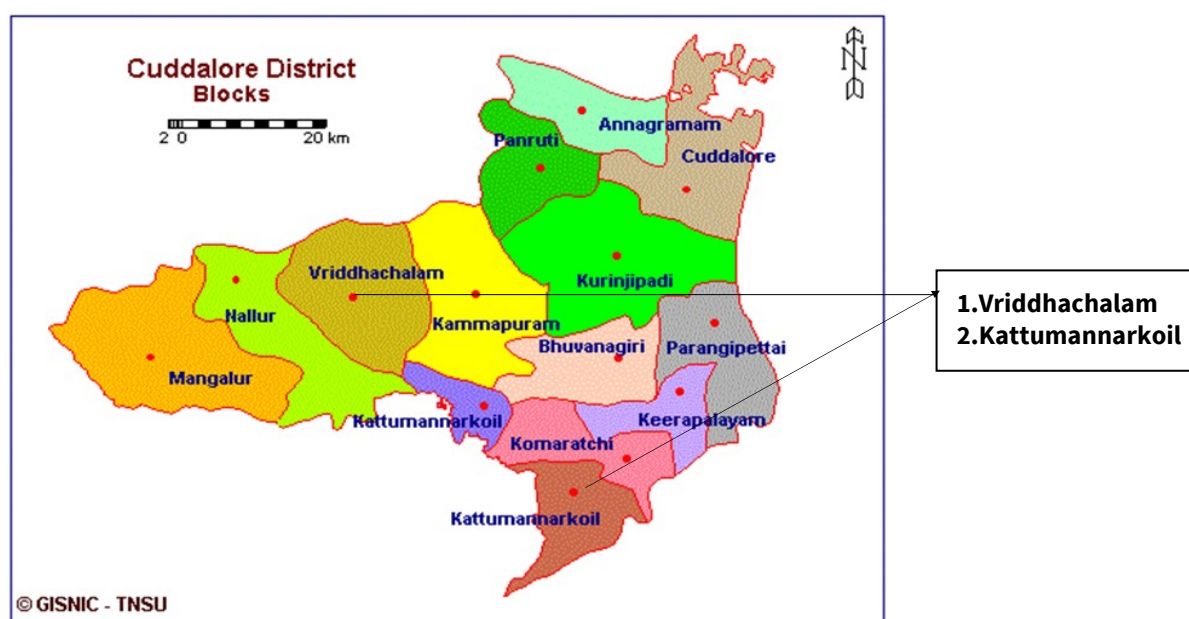 Cuddalore District
Blocks
2 0 20 km
N
Annagramam
Panruti
Cuddalore
Vriddhachalam
Kurinjipadi
Nallur
Kammapuram
Bhuvanagiri
Parangipettai
Mangalur
Kattumannarkoil
Keerapalayam
Komaratchi
Kattumannarkoil
© GISNIC - TNSU
1.Vriddhachalam
2.Kattumannarkoil